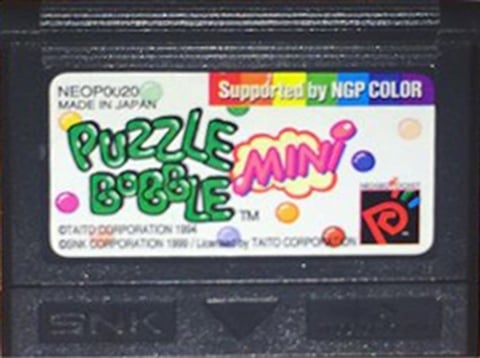 NEOP0020
MADE IN JAPAN
Supported by NGP COLOR
PUZZLE
BOBBLE
MINI
TM
©TAITO CORPORATION 1994
©SNK CORPORATION 1999 / Licensed by TAITO CORPORATION
SNK